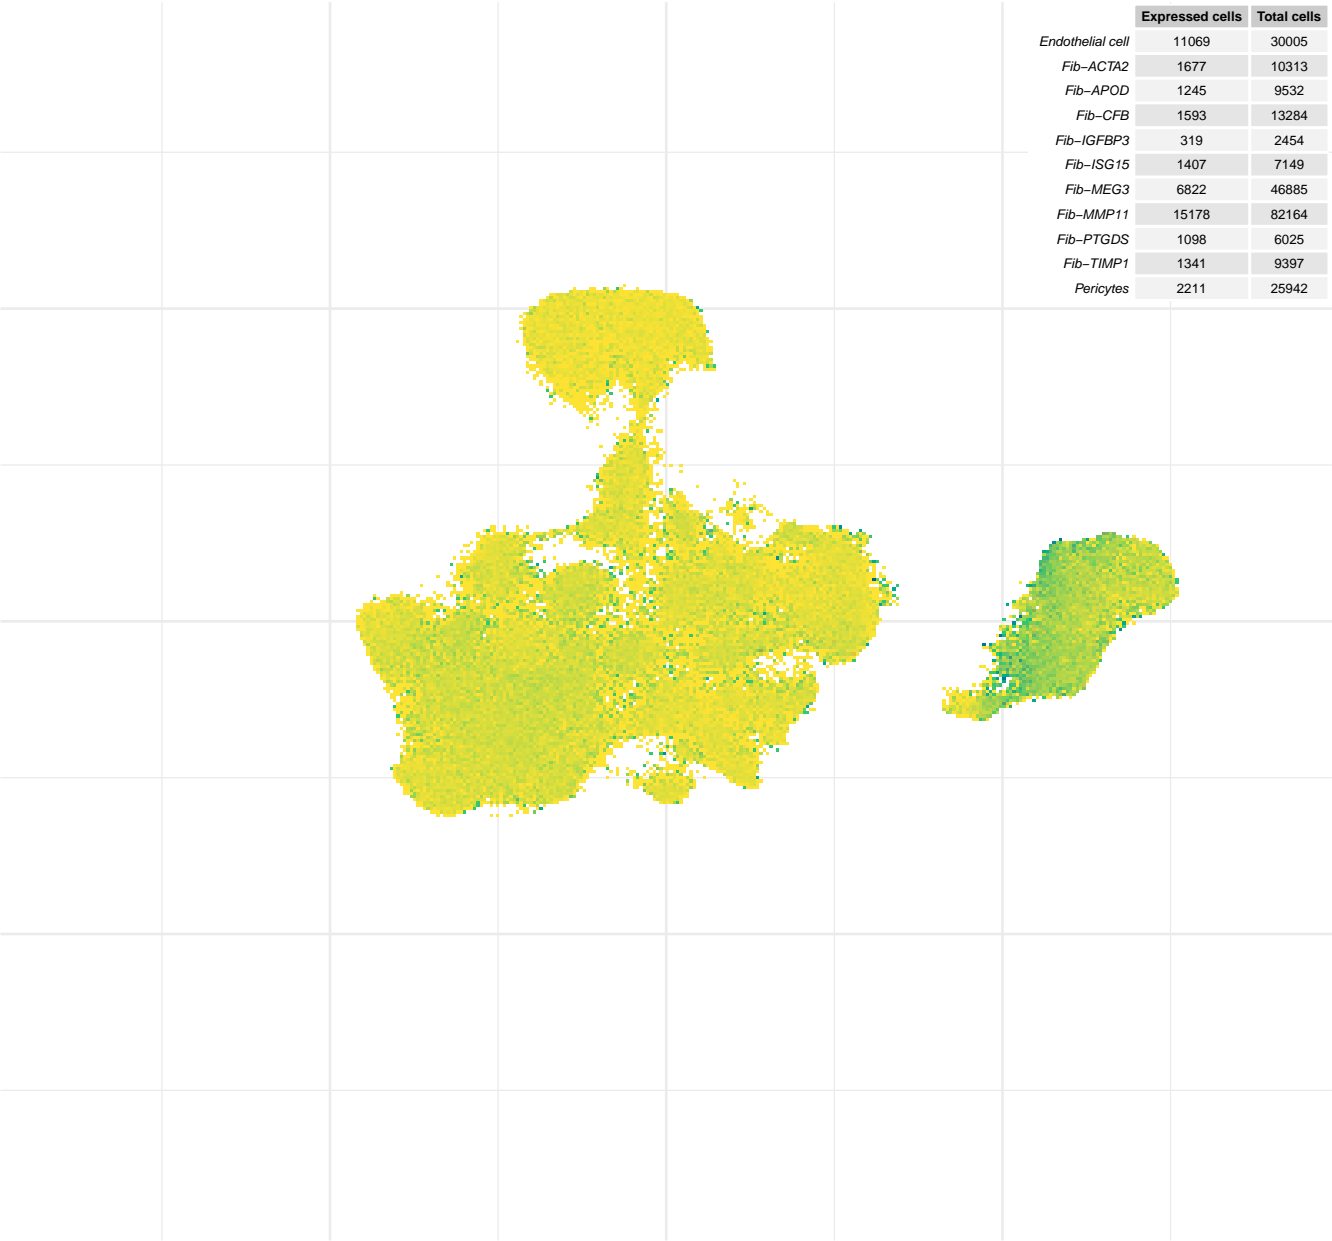 Expressed cells Total cells
Endothelial cell 11069 30005
Fib−ACTA2 1677 10313
Fib−APOD 1245 9532
Fib−CFB 1593 13284
Fib−IGFBP3 319 2454
Fib−ISG15 1407 7149
Fib−MEG3 6822 46885
Fib−MMP11 15178 82164
Fib−PTGDS 1098 6025
Fib−TIMP1 1341 9397
Pericytes 2211 25942